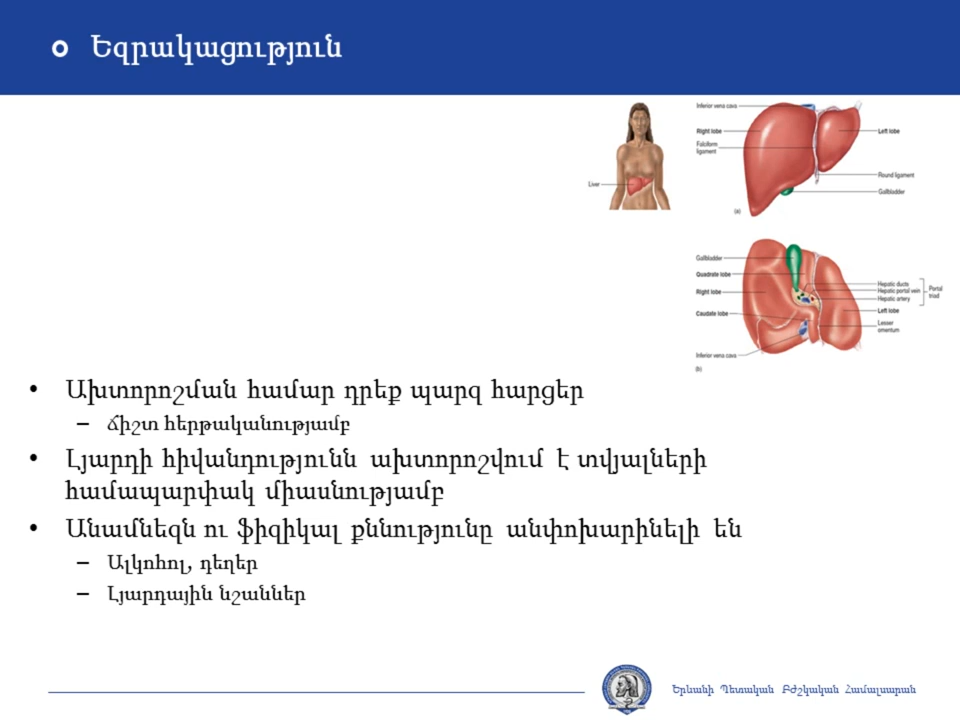 Եզրակացություն
Inferior vena cava
Right lobe
Left lobe
Falciform
ligament
Round ligament
Liver
Gallbladder
(a)
Gallbladder
Quadrate lobe
Hepatic ducts
Right lobe
Hepatic portal vein
Portal
triad
Hepatic artery
Caudate lobe
Left lobe
Lesser
omentum
Inferior vena cava
(b)
• Ախտորոշման համար դրեք պարզ հարցեր
– Ճիշտ հերթականությամբ
• Լյարդի հիվանդությունն ախտորոշվում է տվյալների
համապարփակ միասնությամբ
• Անամնեզն ու ֆիզիկալ քննությունը անփոխարինելի են
– Ալկոհոլ, դեղեր
– Լյարդային նշաններ
Երևանի Պետական Բժշկական Համալսարան